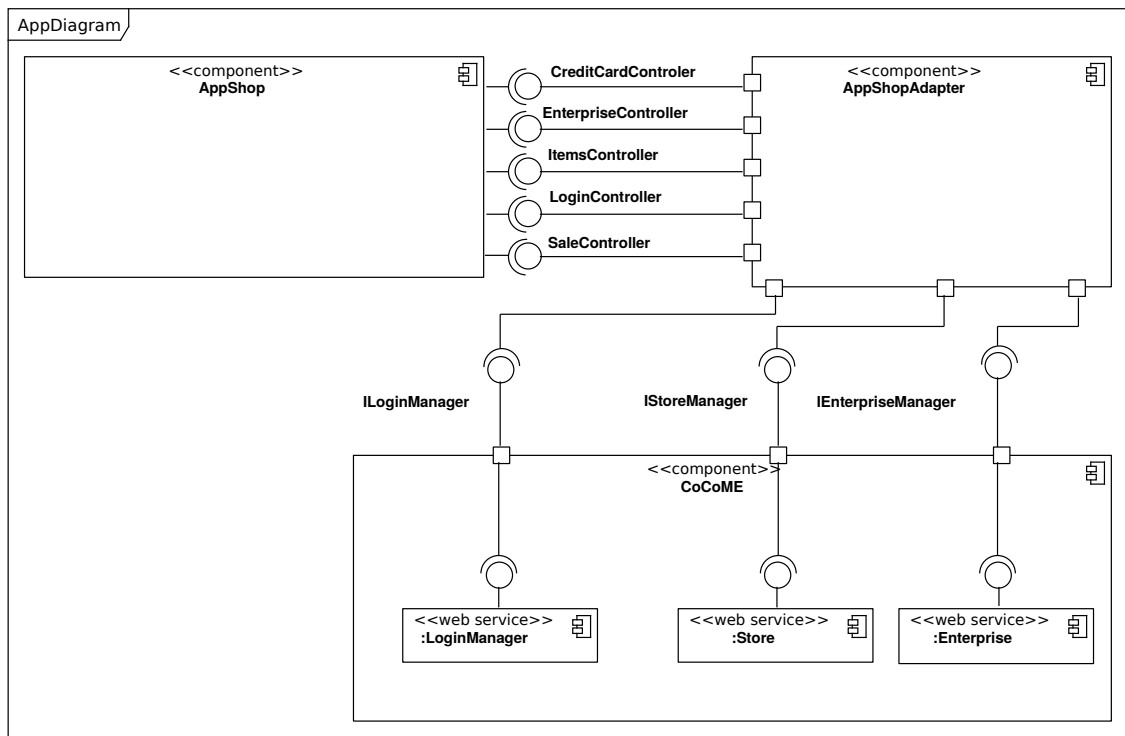 AppDiagram
<<component>>
AppShop
CreditCardControler
EnterpriseController
ItemsController
LoginController
SaleController
<<component>>
AppShopAdapter
ILoginManager
IStoreManager
IEnterpriseManager
<<component>>
CoCoME
<<web service>>
:LoginManager
<<web service>>
:Store
<<web service>>
:Enterprise